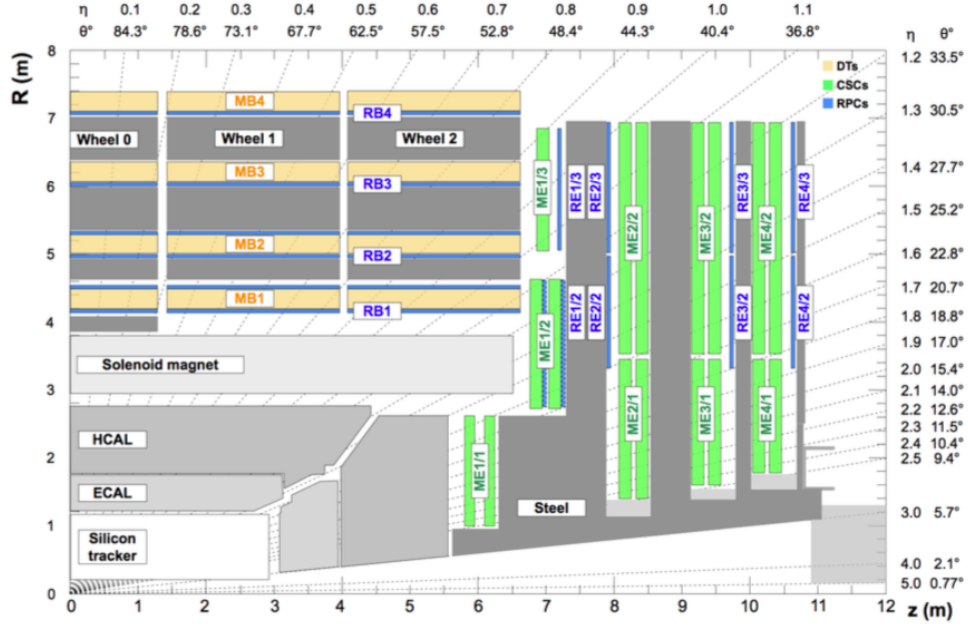 η 0.1 0.2 0.3 0.4 0.5 0.6 0.7 0.8 0.9 1.0 1.1
θ° 84.3° 78.6° 73.1° 67.7° 62.5° 57.5° 52.8° 48.4° 44.3° 40.4° 36.8° η θ°
R (m)
8
7
6
5
4
3
2
1
0
1.2 33.5°
1.3 30.5°
1.4 27.7°
1.5 25.2°
1.6 22.8°
1.7 20.7°
1.8 18.8°
1.9 17.0°
2.0 15.4°
2.1 14.0°
2.2 12.6°
2.3 11.5°
2.4 10.4°
2.5 9.4°
3.0 5.7°
4.0 2.1°
5.0 0.77°
DTs
CSCs
RPCs
MB4
RB4
Wheel 0 Wheel 1 Wheel 2
MB3
RB3
MB2
RB2
MB1
RB1
ME1/3
RE1/3
RE2/3
ME2/2
ME3/2
RE3/3
ME4/2
RE4/3
ME1/2
RE1/2
RE2/2
RE3/2
RE4/2
Solenoid magnet
HCAL
ECAL
Silicon
tracker
ME1/1
ME2/1
ME3/1
ME4/1
Steel
0 1 2 3 4 5 6 7 8 9 10 11 12
z (m)